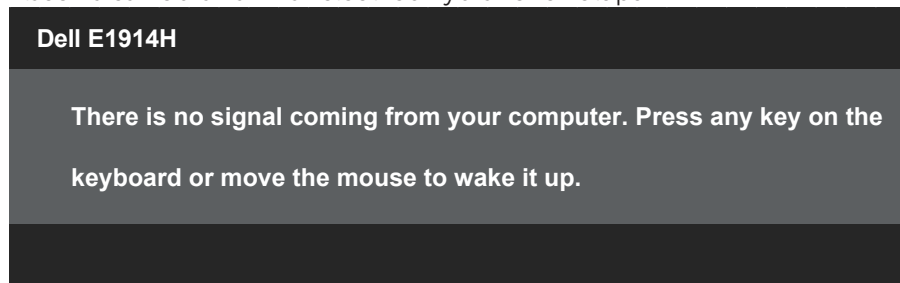 Dell E1914H
There is no signal coming from your computer. Press any key on the
keyboard or move the mouse to wake it up.